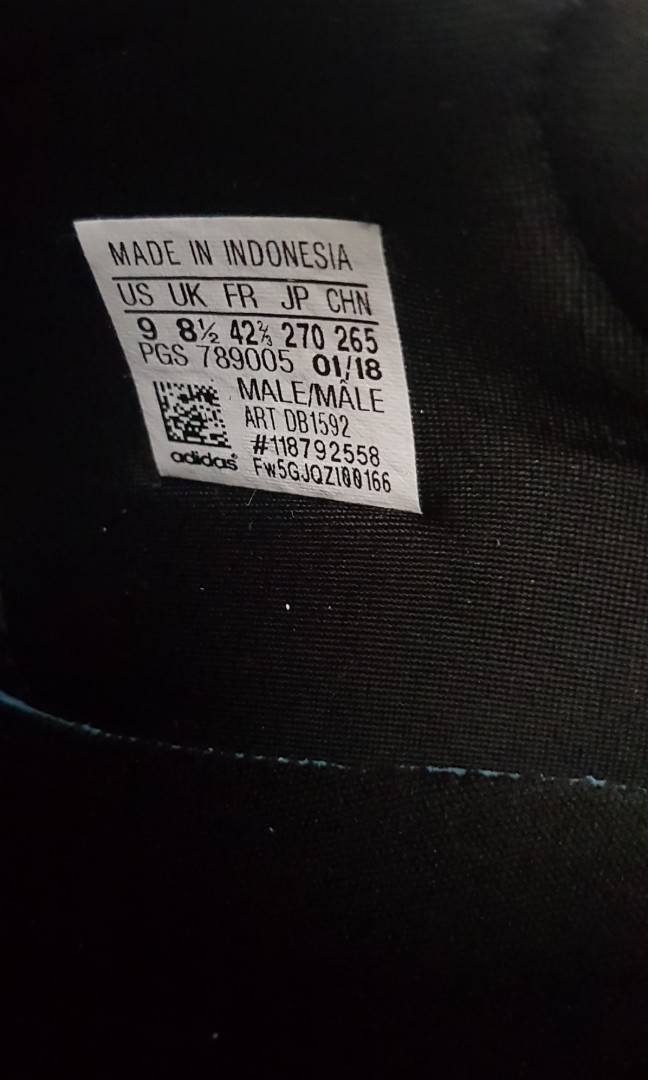 MADE IN INDONESIA
US UK FR JP CHN
9 8½ 42⅔ 270 265
PGS 789005 01/18
MALE/MÂLE
ART DB1592
#118792558
adidas® Fw5GJQZI00166